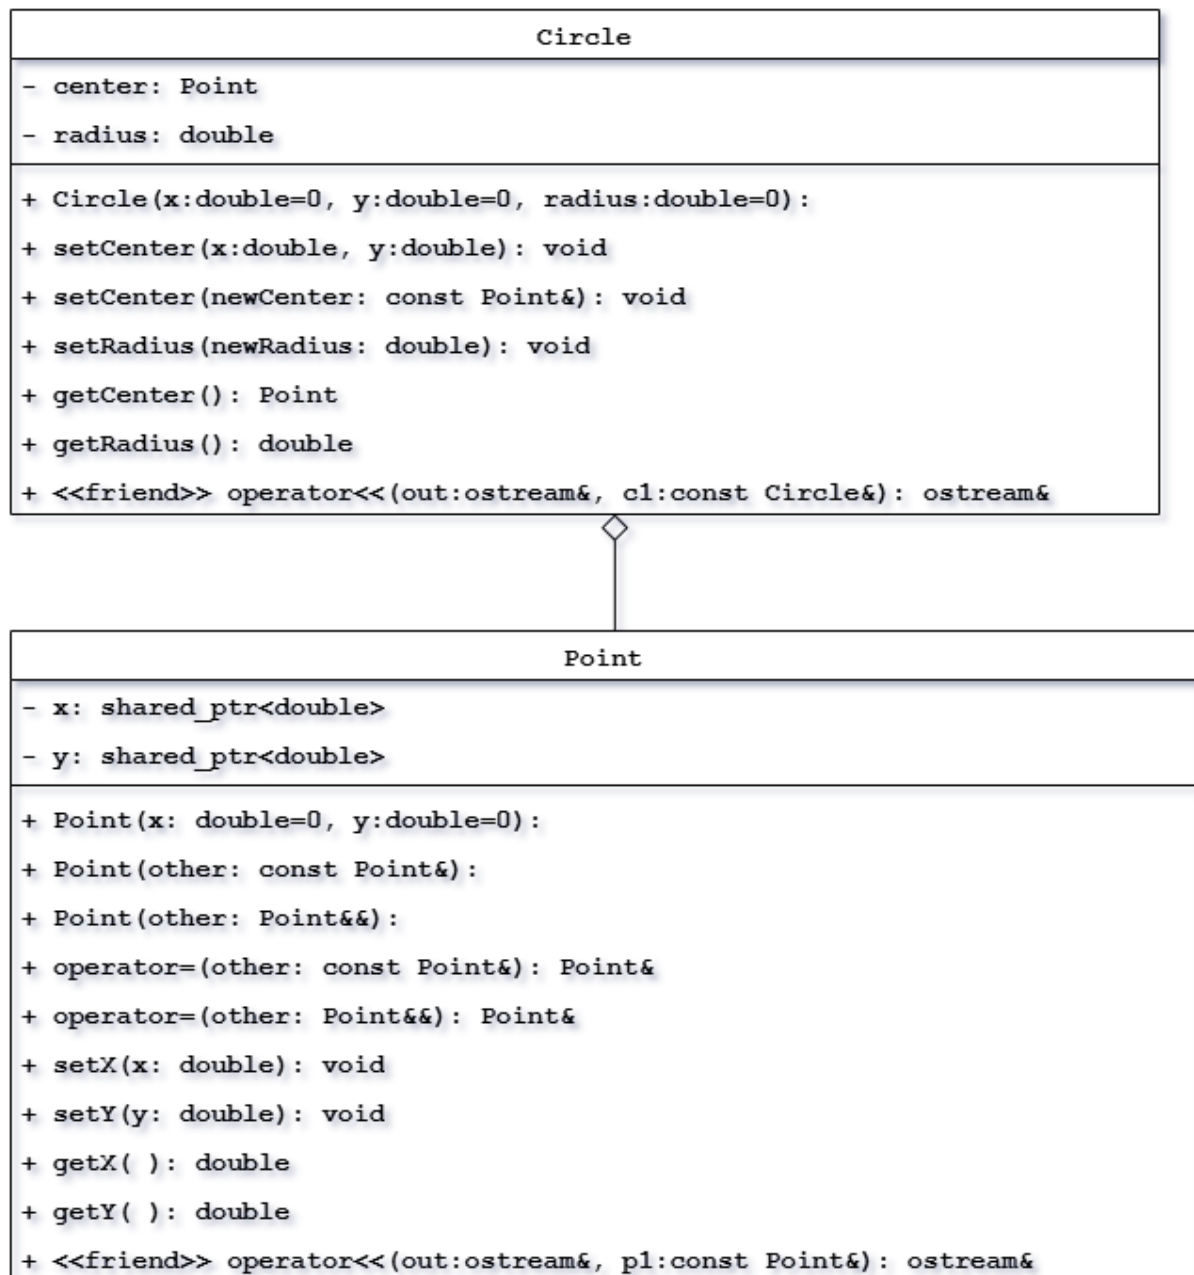 Circle
- center: Point
- radius: double
+ Circle(x:double=0, y:double=0, radius:double=0):
+ setCenter(x:double, y:double): void
+ setCenter(newCenter: const Point&): void
+ setRadius(newRadius: double): void
+ getCenter(): Point
+ getRadius(): double
+ <<friend>> operator<<(out:ostream&, c1:const Circle&): ostream&
Point
- x: shared_ptr<double>
- y: shared_ptr<double>
+ Point(x: double=0, y:double=0):
+ Point(other: const Point&):
+ Point(other: Point&&):
+ operator=(other: const Point&): Point&
+ operator=(other: Point&&): Point&
+ setX(x: double): void
+ setY(y: double): void
+ getX( ): double
+ getY( ): double
+ <<friend>> operator<<(out:ostream&, p1:const Point&): ostream&